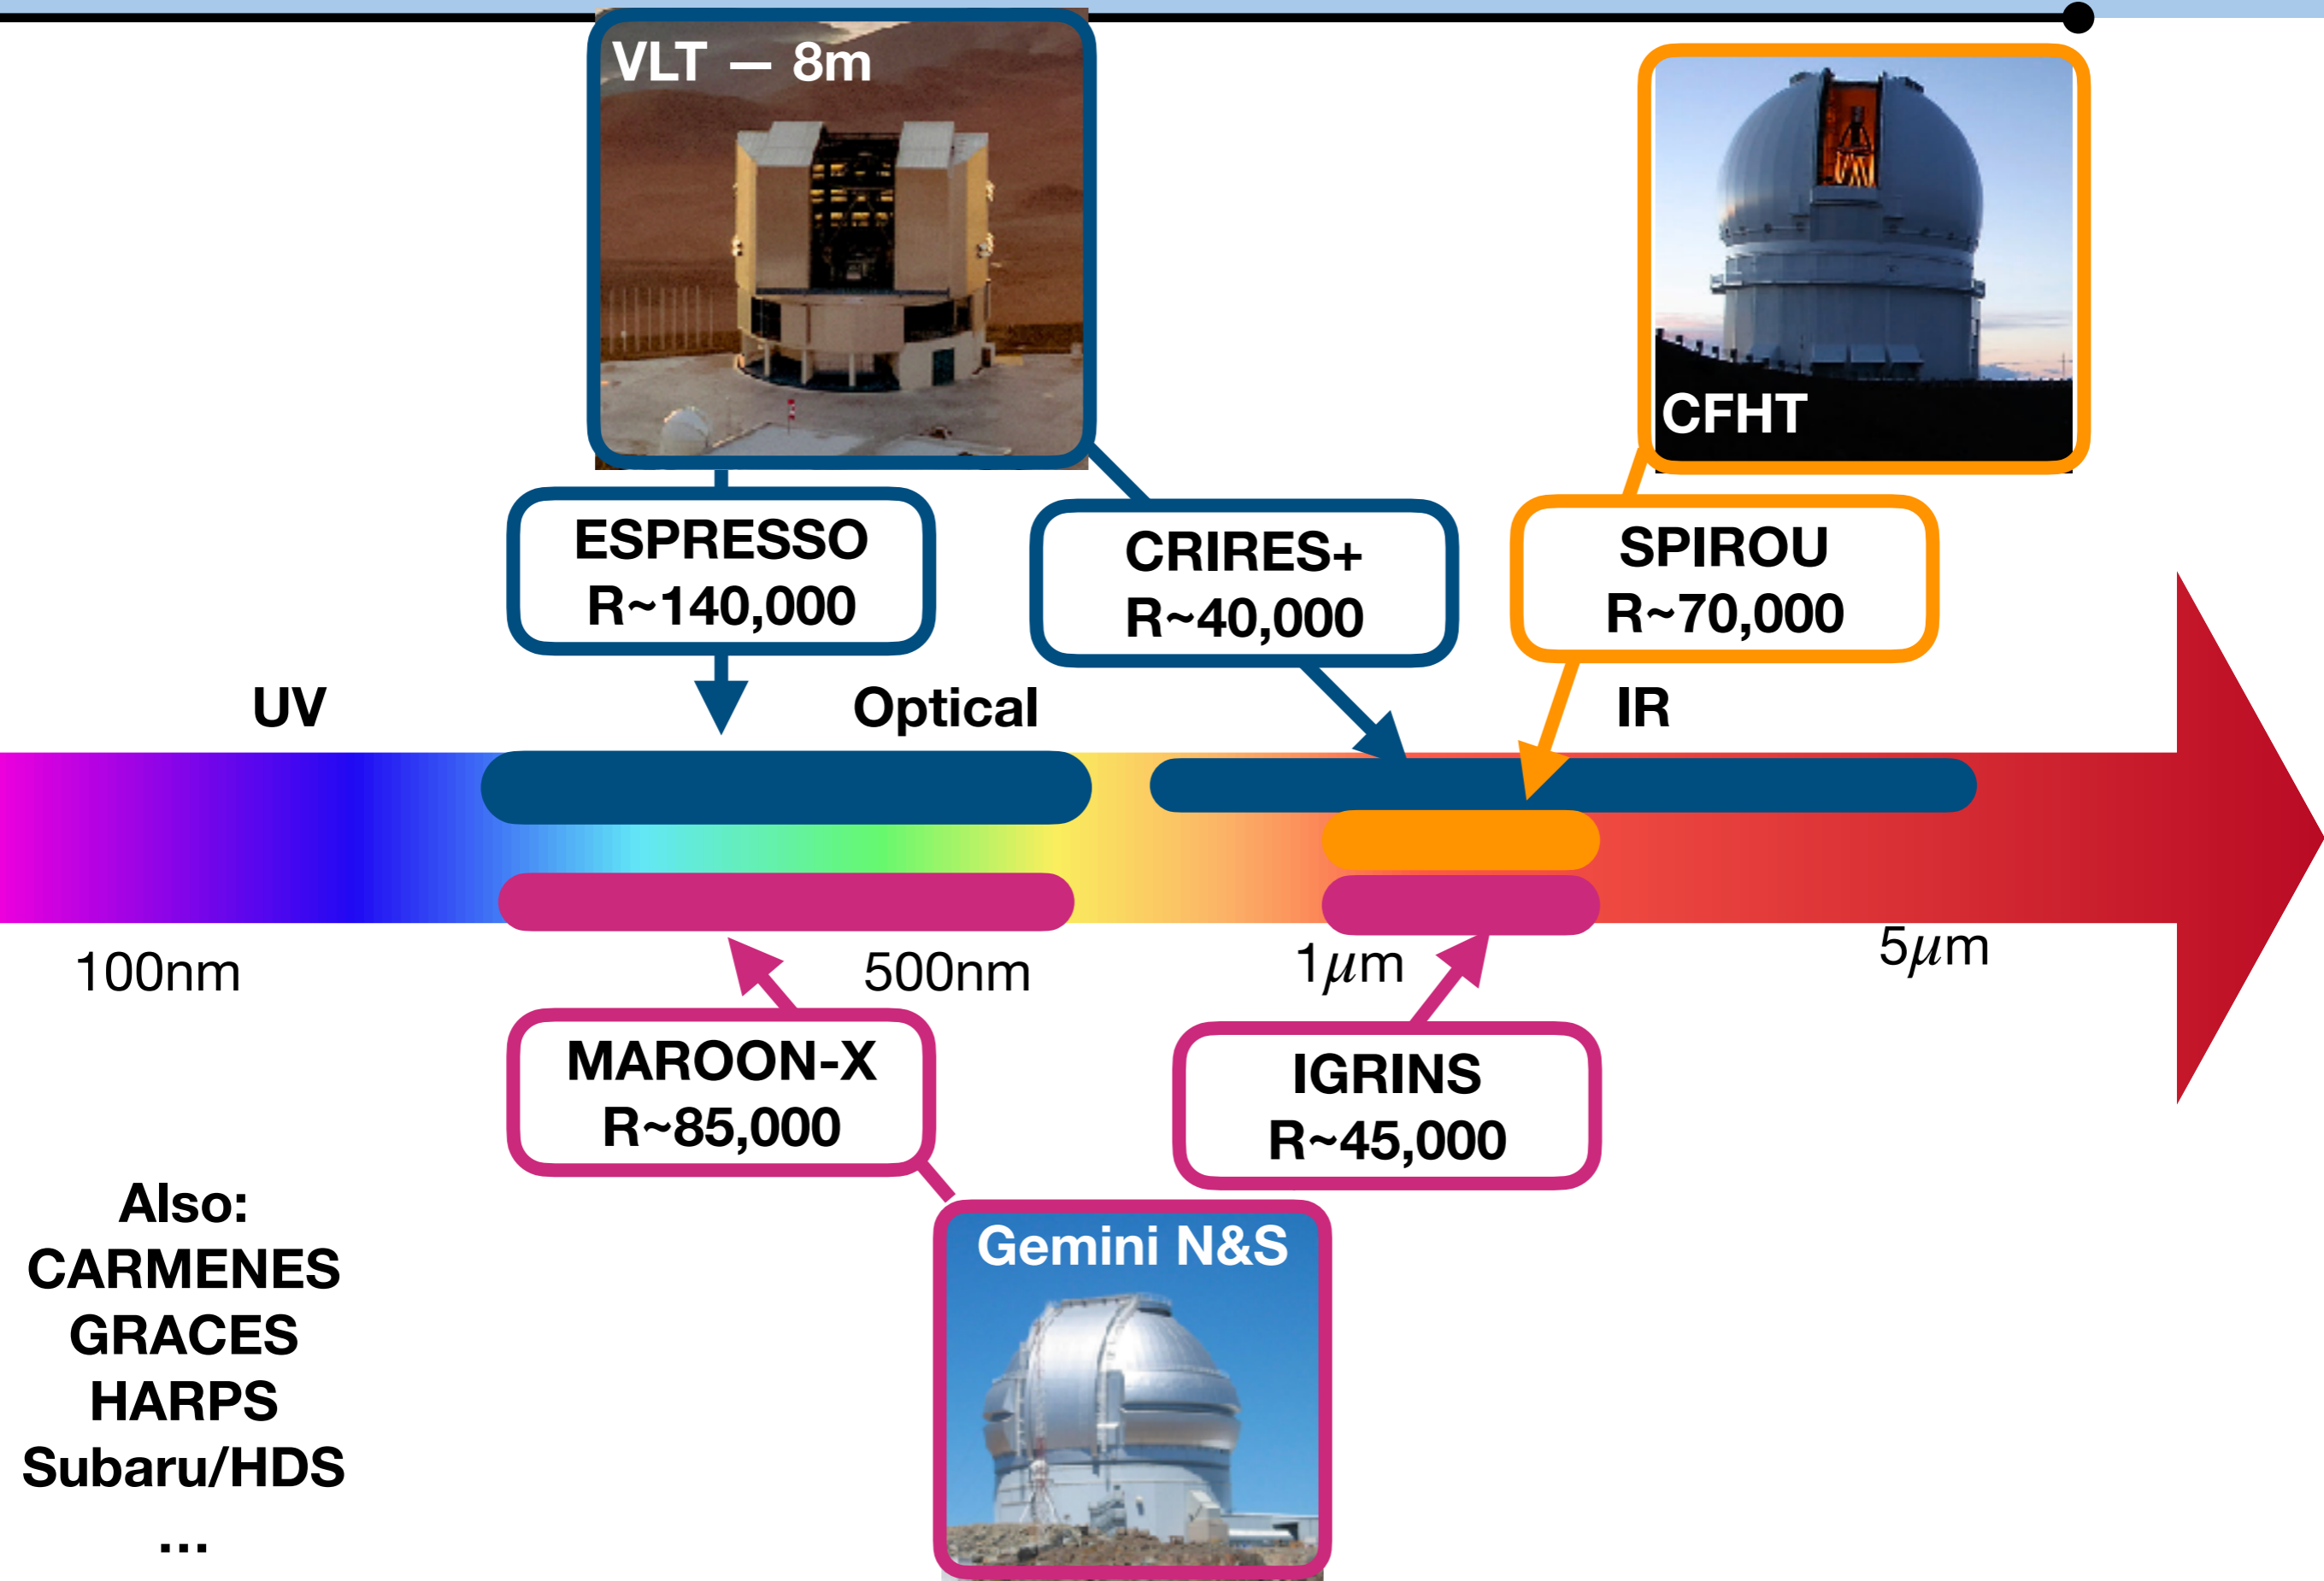 VLT — 8m
CFHT
ESPRESSO
R~140,000
CRIRES+
R~40,000
SPIROU
R~70,000
UV
Optical
IR
100nm
500nm
1μm
5μm
MAROON-X
R~85,000
IGRINS
R~45,000
Gemini N&S
Also:
CARMENES
GRACES
HARPS
Subaru/HDS
...